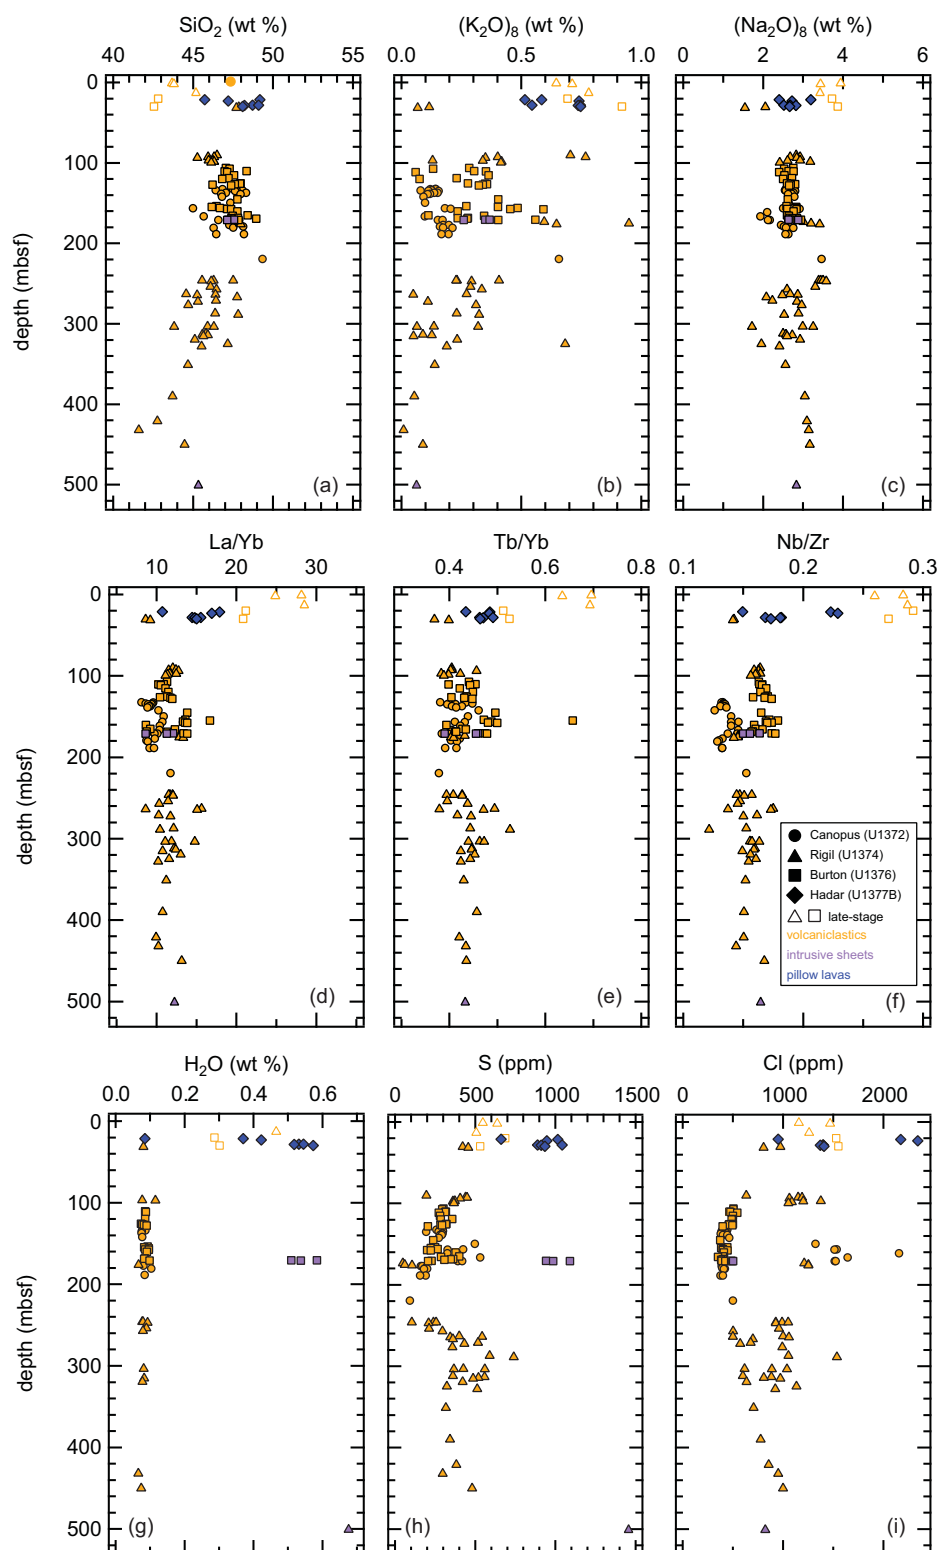 SiO2 (wt %) (K2O)8 (wt %) (Na2O)8 (wt %)
40 45 50 55 0.0 0.5 1.0 0 2 4 6
0
100
200
300
400
500
depth (mbsf)
(a) (b) (c)
La/Yb Tb/Yb Nb/Zr
10 20 30 0.4 0.6 0.8 0.1 0.2 0.3
0
100
200
300
400
500
depth (mbsf)
Canopus (U1372)
Rigil (U1374)
Burton (U1376)
Hadar (U1377B)
late-stage
volcaniclastics
intrusive sheets
pillow lavas
(d) (e) (f)
H2O (wt %) S (ppm) Cl (ppm)
0.0 0.2 0.4 0.6 0 500 1000 1500 0 1000 2000
0
100
200
300
400
500
depth (mbsf)
(g) (h) (i)